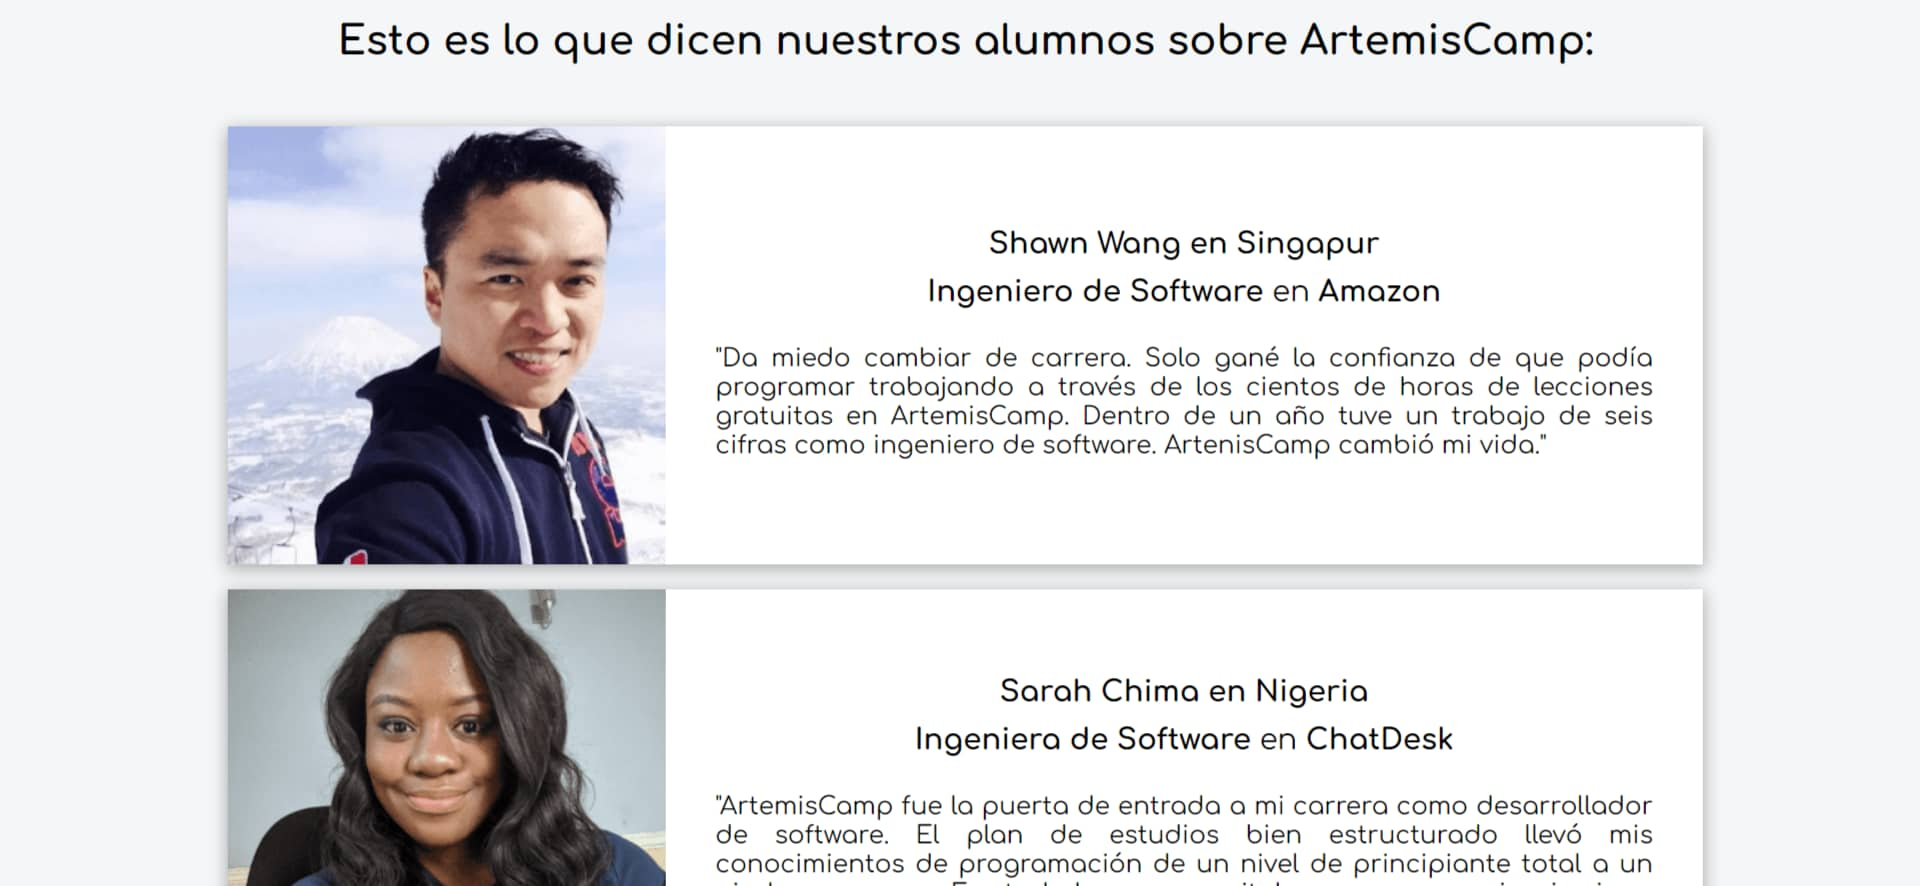 Esto es lo que dicen nuestros alumnos sobre ArtemisCamp:
Shawn Wang en Singapur
Ingeniero de Software en Amazon
"Da miedo cambiar de carrera. Solo gané la confianza de que podía
programar trabajando a través de los cientos de horas de lecciones
gratuitas en ArtemisCamp. Dentro de un año tuve un trabajo de seis
cifras como ingeniero de software. ArtenisCamp cambió mi vida."
Sarah Chima en Nigeria
Ingeniera de Software en ChatDesk
"ArtemisCamp fue la puerta de entrada a mi carrera como desarrollador
de software. El plan de estudios bien estructurado llevó mis
conocimientos de programación de un nivel de principiante total a un